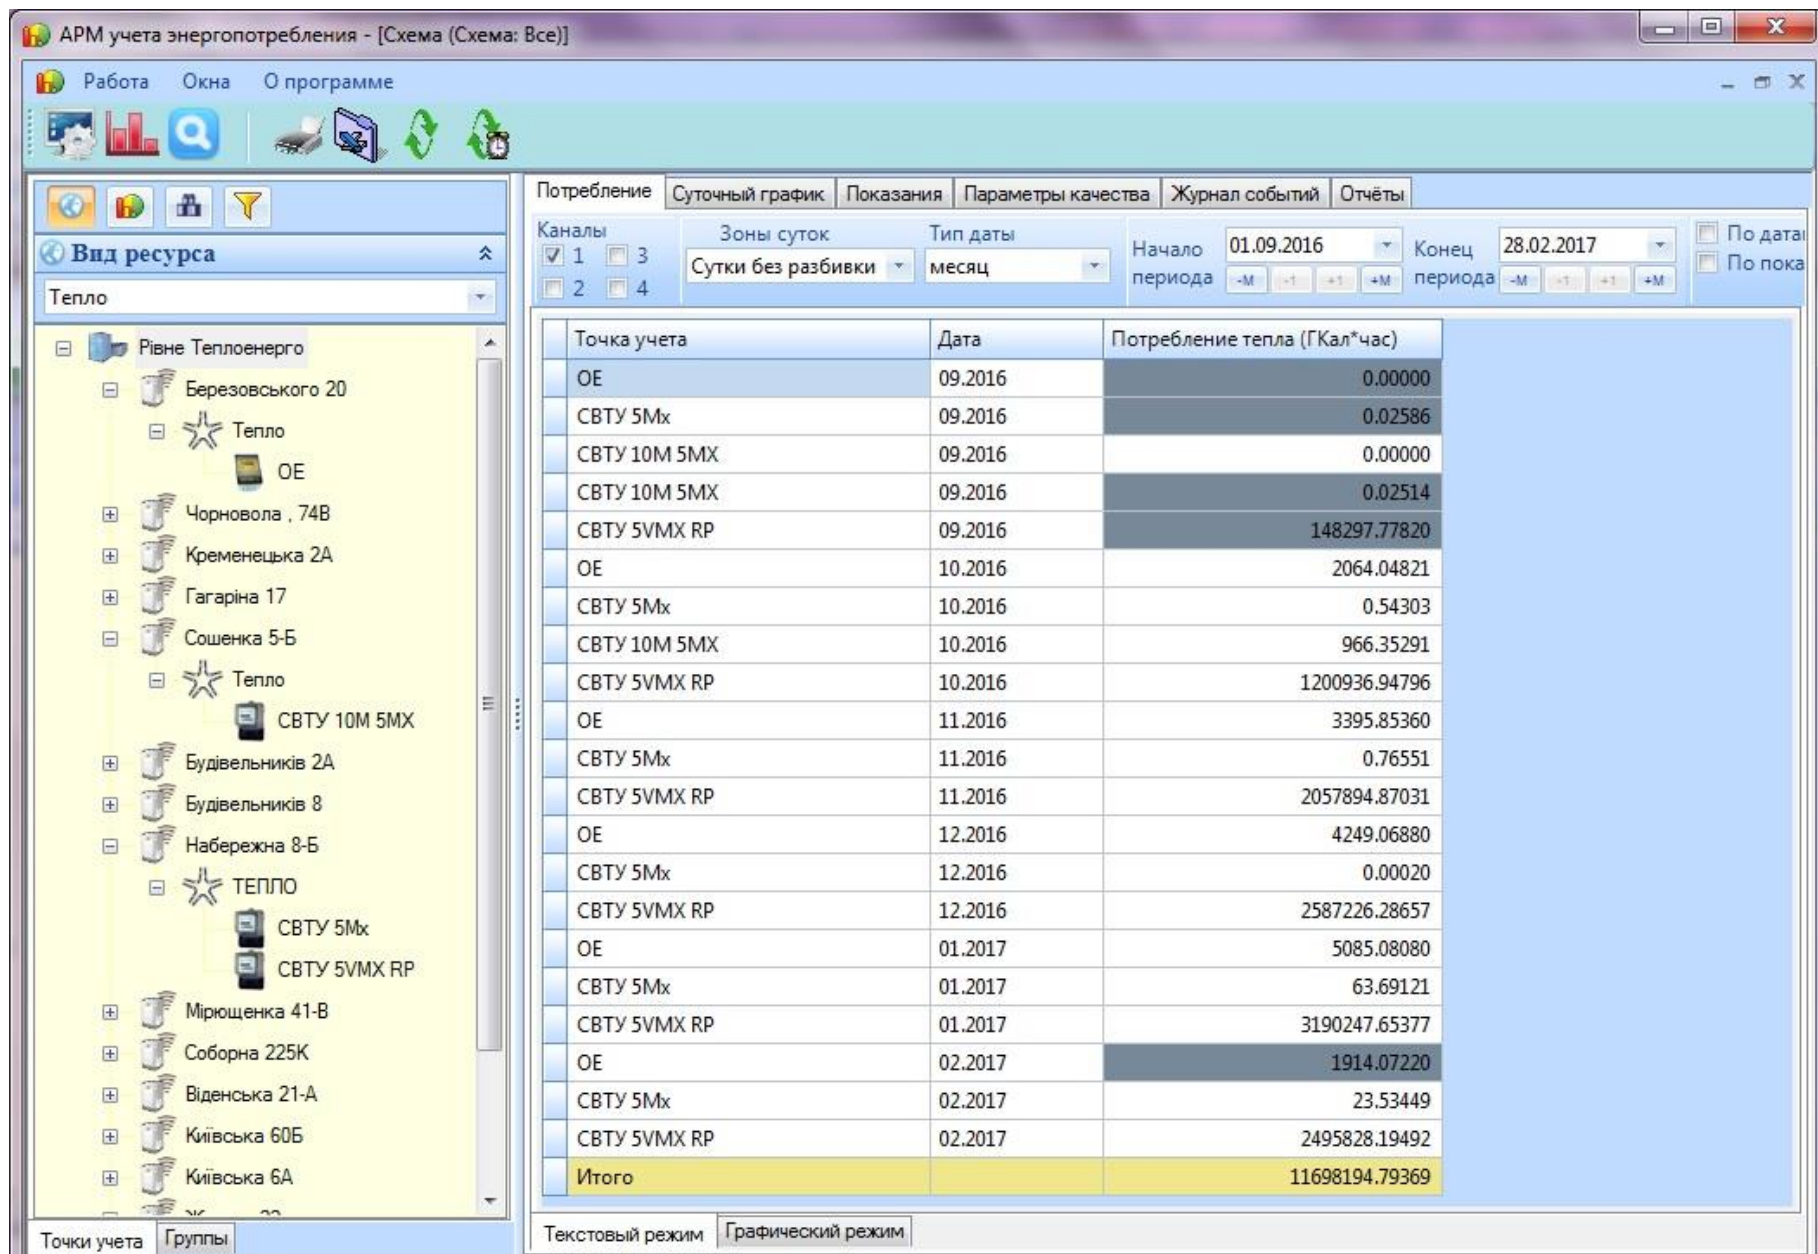 АРМ учета энергопотребления - [Схема (Схема: Все)]
Работа Окна О программе
Вид ресурса
Тепло
Рівне Теплоенерго
Березовського 20
Тепло
ОЕ
Чорновола , 74В
Кременецька 2А
Гагаріна 17
Сошенка 5-Б
Тепло
СВТУ 10М 5МХ
Будівельників 2А
Будівельників 8
Набережна 8-Б
ТЕПЛО
СВТУ 5Мх
СВТУ 5VMX RP
Мірющенка 41-В
Соборна 225К
Віденська 21-А
Київська 60Б
Київська 6А
Точки учета Группы
Потребление Суточный график Показания Параметры качества Журнал событий Отчёты
Каналы
1 3
2 4
Зоны суток
Сутки без разбивки
Тип даты
месяц
Начало периода 01.09.2016
-М -1 +1 +М
Конец периода 28.02.2017
-М -1 +1 +М
По дата
По пока
Точка учета Дата Потребление тепла (ГКал*час)
ОЕ 09.2016 0.00000
СВТУ 5Мх 09.2016 0.02586
СВТУ 10М 5МХ 09.2016 0.00000
СВТУ 10М 5МХ 09.2016 0.02514
СВТУ 5VMX RP 09.2016 148297.77820
ОЕ 10.2016 2064.04821
СВТУ 5Мх 10.2016 0.54303
СВТУ 10М 5МХ 10.2016 966.35291
СВТУ 5VMX RP 10.2016 1200936.94796
ОЕ 11.2016 3395.85360
СВТУ 5Мх 11.2016 0.76551
СВТУ 5VMX RP 11.2016 2057894.87031
ОЕ 12.2016 4249.06880
СВТУ 5Мх 12.2016 0.00020
СВТУ 5VMX RP 12.2016 2587226.28657
ОЕ 01.2017 5085.08080
СВТУ 5Мх 01.2017 63.69121
СВТУ 5VMX RP 01.2017 3190247.65377
ОЕ 02.2017 1914.07220
СВТУ 5Мх 02.2017 23.53449
СВТУ 5VMX RP 02.2017 2495828.19492
Итого 11698194.79369
Текстовый режим Графический режим